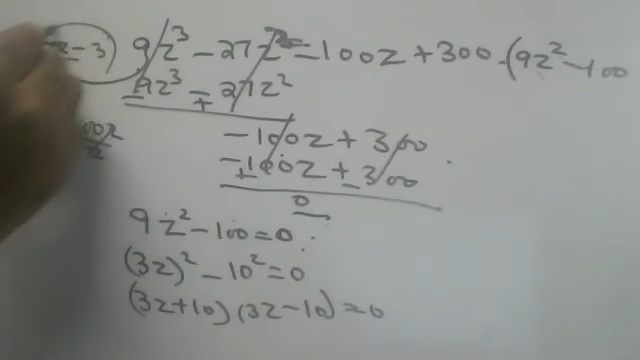 z - 3) 9z³ - 27z² - 100z + 300 (9z² - 100
9z³ - 27z²
- +
- 100z + 300
- 100z + 300
+ -
0
9z² - 100 = 0
(3z)² - 10² = 0
(3z+10)(3z-10) = 0